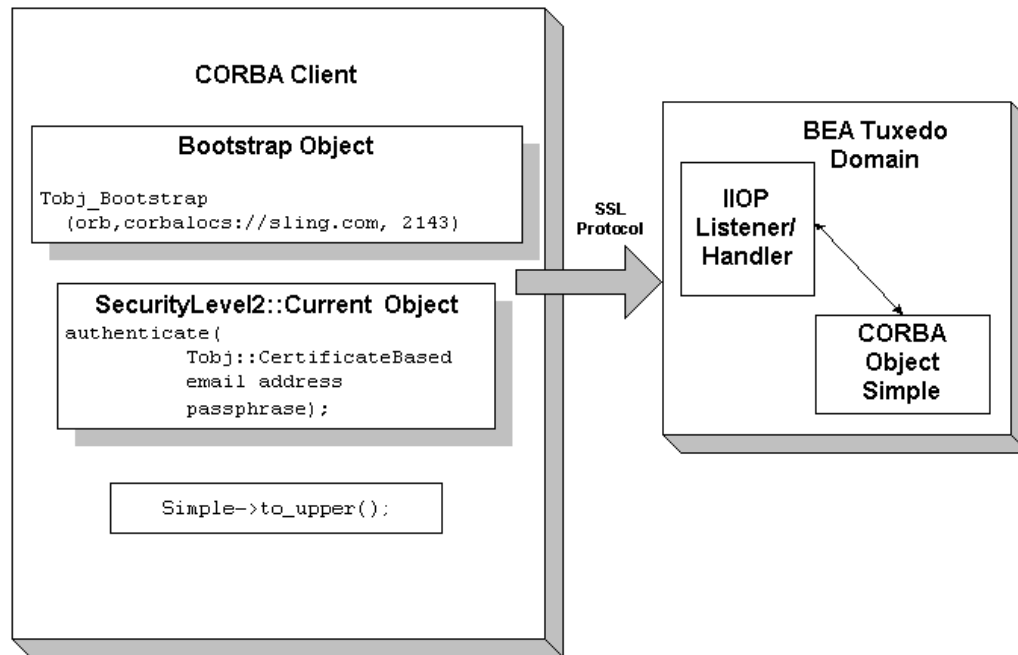 CORBA Client
Bootstrap Object
Tobj_Bootstrap
(orb,corbalocs://sling.com, 2143)
SecurityLevel2::Current Object
authenticate(
Tobj::CertificateBased
email address
passphrase);
Simple->to_upper();
SSL
Protocol
BEA Tuxedo
Domain
IIOP
Listener/
Handler
CORBA
Object
Simple